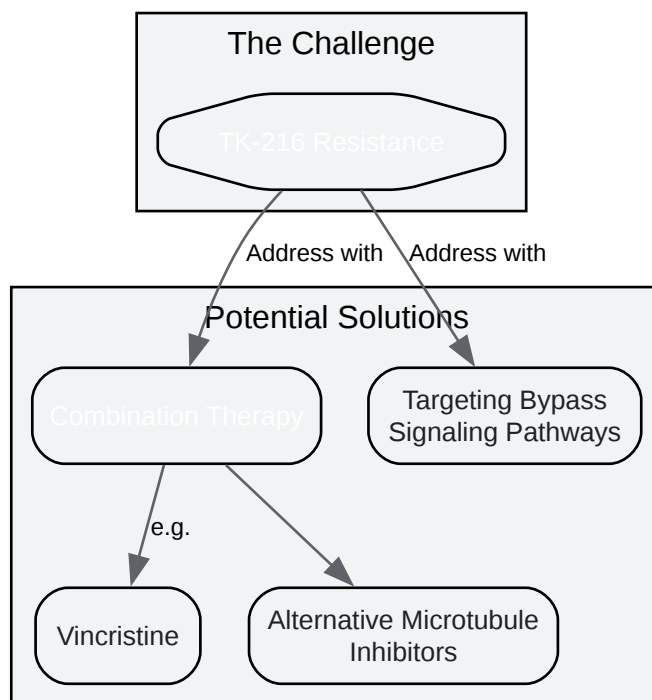 The Challenge
TK-216 Resistance
Address with
Address with
Potential Solutions
Combination Therapy
Targeting Bypass
Signaling Pathways
e.g.
Vincristine
Alternative Microtubule
Inhibitors